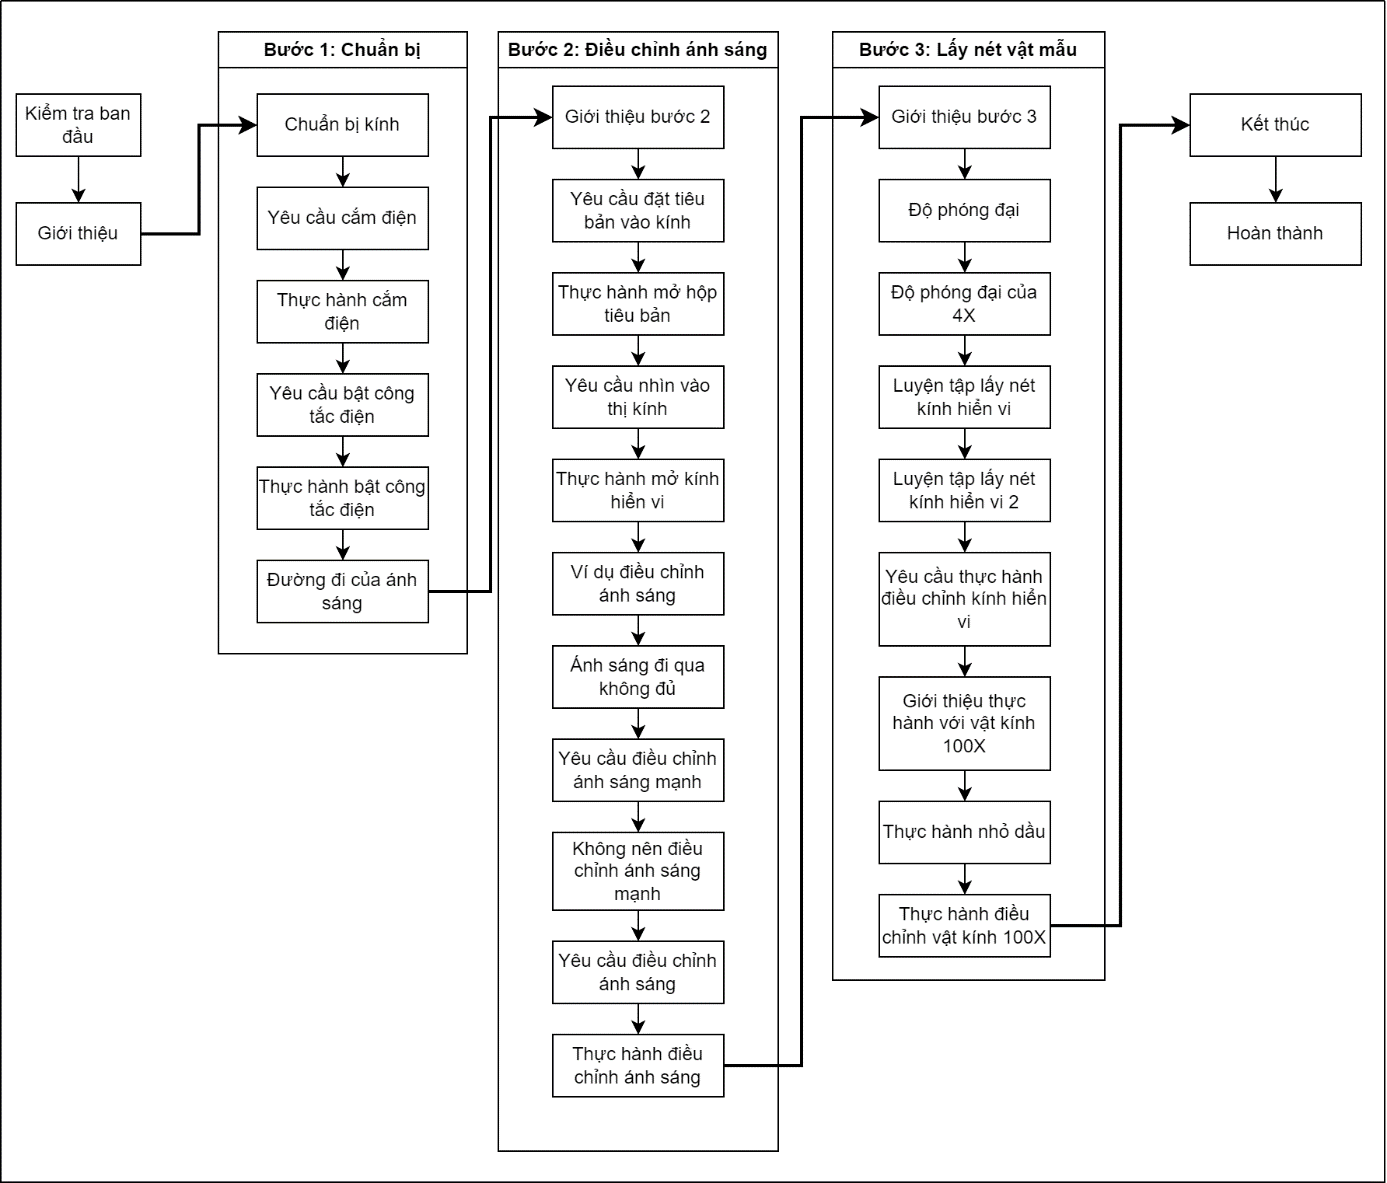 Kiểm tra ban
đầu
Giới thiệu
Bước 1: Chuẩn bị
Chuẩn bị kính
Yêu cầu cắm điện
Thực hành cắm
điện
Yêu cầu bật công
tắc điện
Thực hành bật công
tắc điện
Đường đi của ánh
sáng
Bước 2: Điều chỉnh ánh sáng
Giới thiệu bước 2
Yêu cầu đặt tiêu
bản vào kính
Thực hành mở hộp
tiêu bản
Yêu cầu nhìn vào
thị kính
Thực hành mở kính
hiển vi
Ví dụ điều chỉnh
ánh sáng
Ánh sáng đi qua
không đủ
Yêu cầu điều chỉnh
ánh sáng mạnh
Không nên điều
chỉnh ánh sáng
mạnh
Yêu cầu điều chỉnh
ánh sáng
Thực hành điều
chỉnh ánh sáng
Bước 3: Lấy nét vật mẫu
Giới thiệu bước 3
Độ phóng đại
Độ phóng đại của
4X
Luyện tập lấy nét
kính hiển vi
Luyện tập lấy nét
kính hiển vi 2
Yêu cầu thực hành
điều chỉnh kính hiển
vi
Giới thiệu thực
hành với vật kính
100X
Thực hành nhỏ dầu
Thực hành điều
chỉnh vật kính 100X
Kết thúc
Hoàn thành